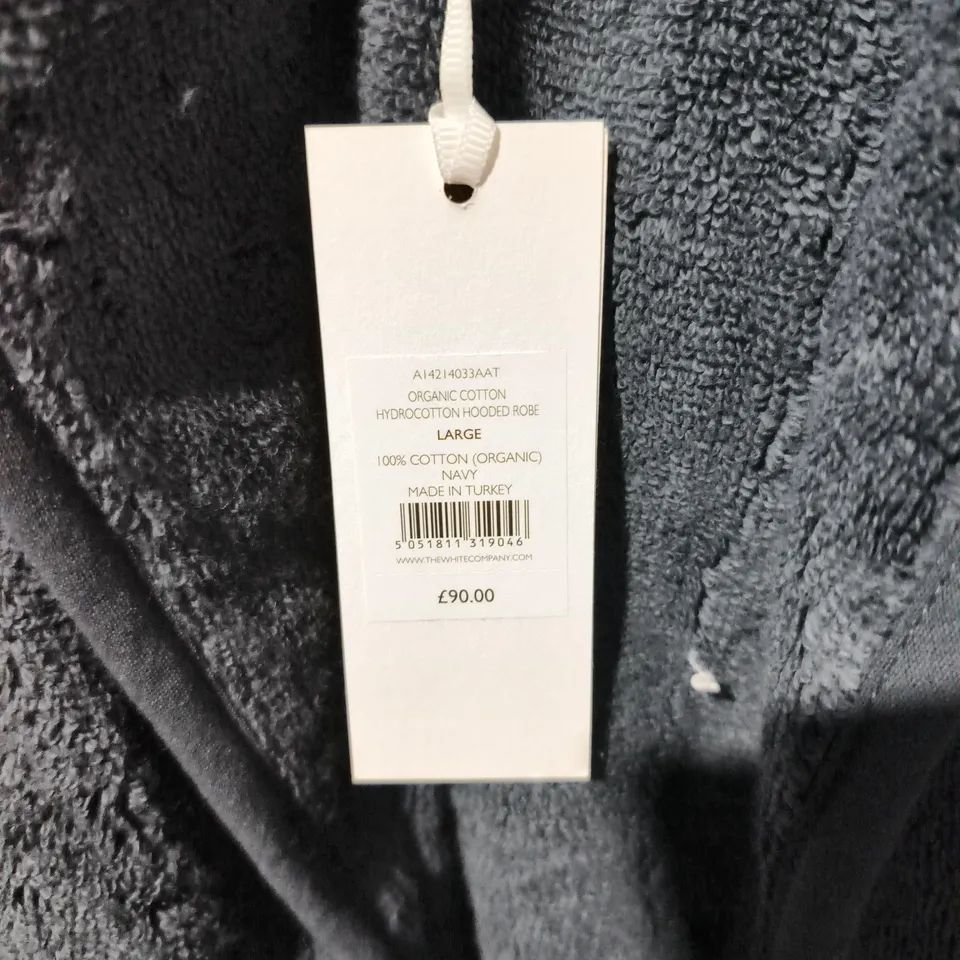 A14214033AAT
ORGANIC COTTON
HYDROCOTTON HOODED ROBE
LARGE
100% COTTON (ORGANIC)
NAVY
MADE IN TURKEY
5 051811 319046
WWW.THEWHITECOMPANY.COM
£90.00